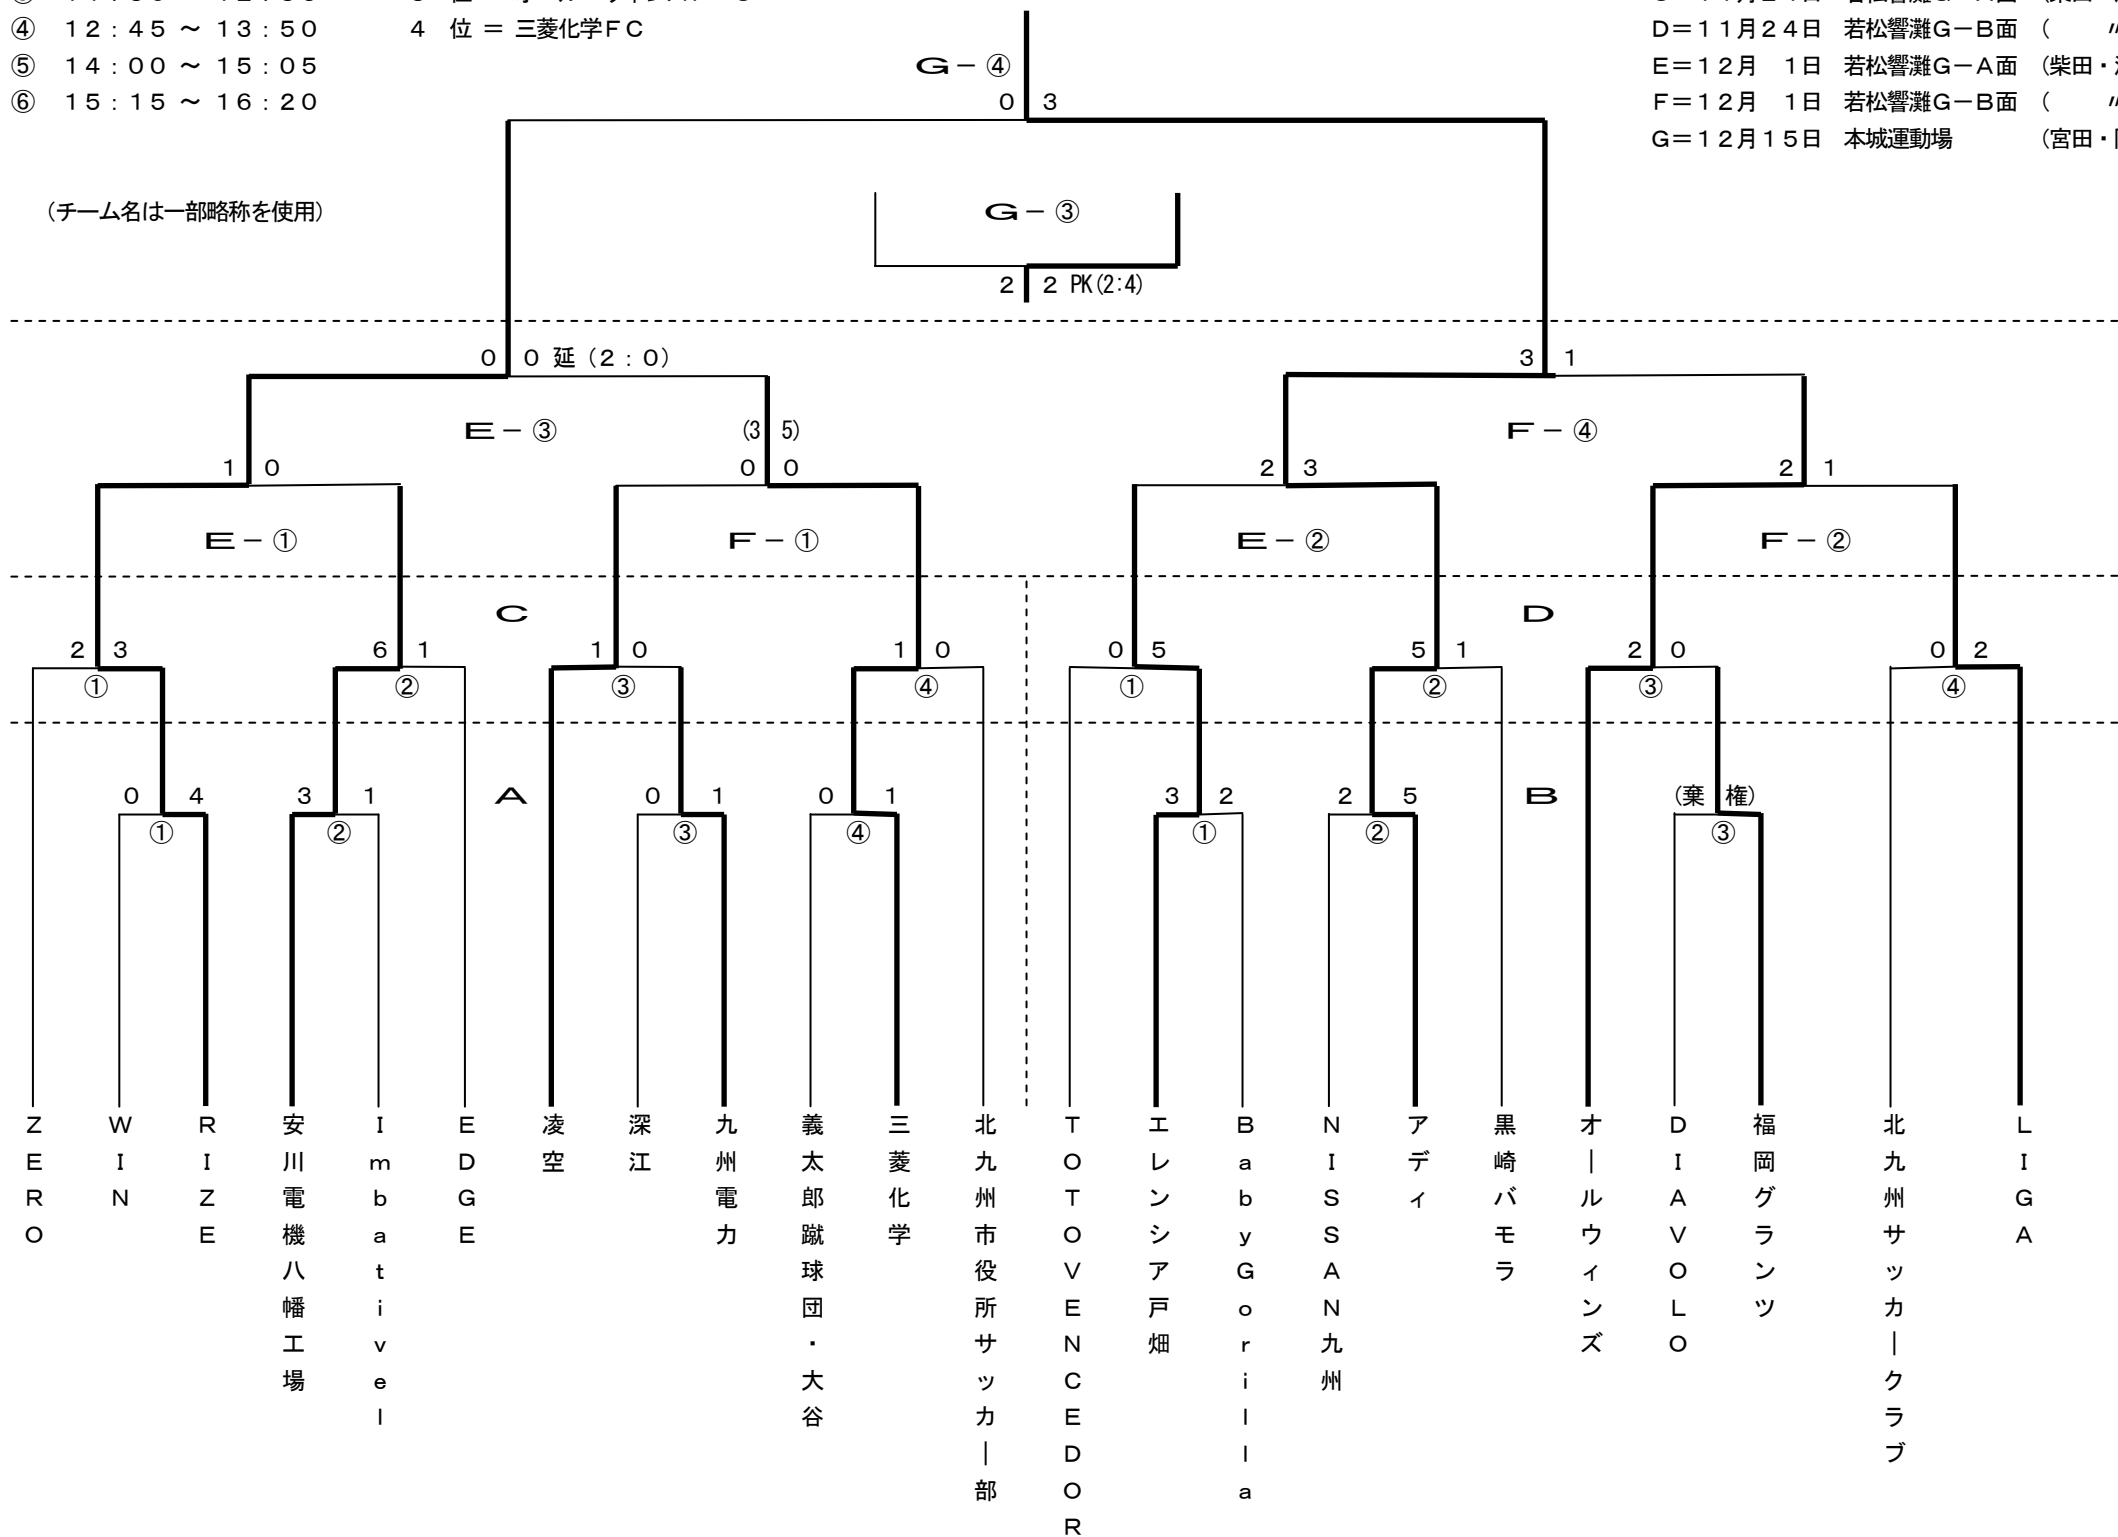 ④ 12:45 ～ 13:50
⑤ 14:00 ～ 15:05
⑥ 15:15 ～ 16:20
4 位 ＝ 三菱化学ＦＣ
D＝11月24日 若松響灘G－B面 （ 〃
E＝12月 1日 若松響灘G－A面 （柴田・
F＝12月 1日 若松響灘G－B面 （ 〃
G＝12月15日 本城運動場 （宮田・
G－④
0 3
（チーム名は一部略称を使用）
G－③
2 2 PK(2:4)
0 0 延（2：0）
3 1
E－③
(3 5)
F－④
1 0
0 0
2 3
2 1
E－①
F－①
E－②
F－②
C
D
2 3
6 1
1 0
1 0
0 5
5 1
2 0
0 2
①
②
③
④
①
②
③
④
0 4
3 1
A
0 1
0 1
3 2
2 5
B
（棄 権）
①
②
③
④
①
②
③
ZERO
WIN
RIZE
安川電機八幡工場
Imbativel
EDGE
凌空
深江
九州電力
義太郎蹴球団・大谷
三菱化学
北九州市役所サッカー部
TOTOVENCEDOR
エレンシア戸畑
BabyGorilla
NISSAN九州
アディ
黒崎バモラ
オールウィンズ
DIAVOLO
福岡グランツ
北九州サッカークラブ
LIGA